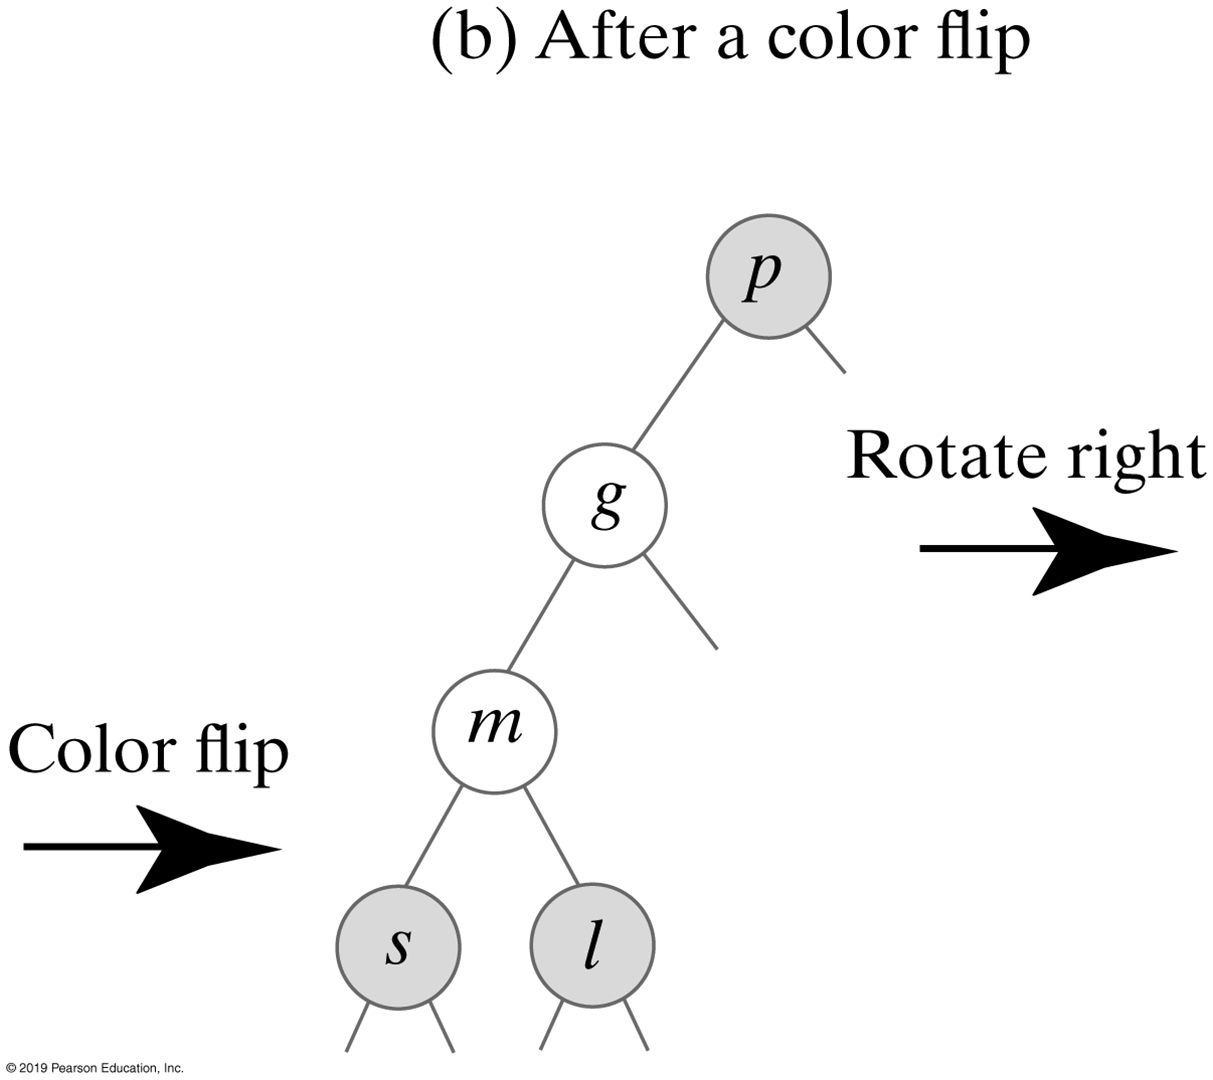 (b) After a color flip
p
Rotate right
g
m
Color flip
s
l
© 2019 Pearson Education, Inc.